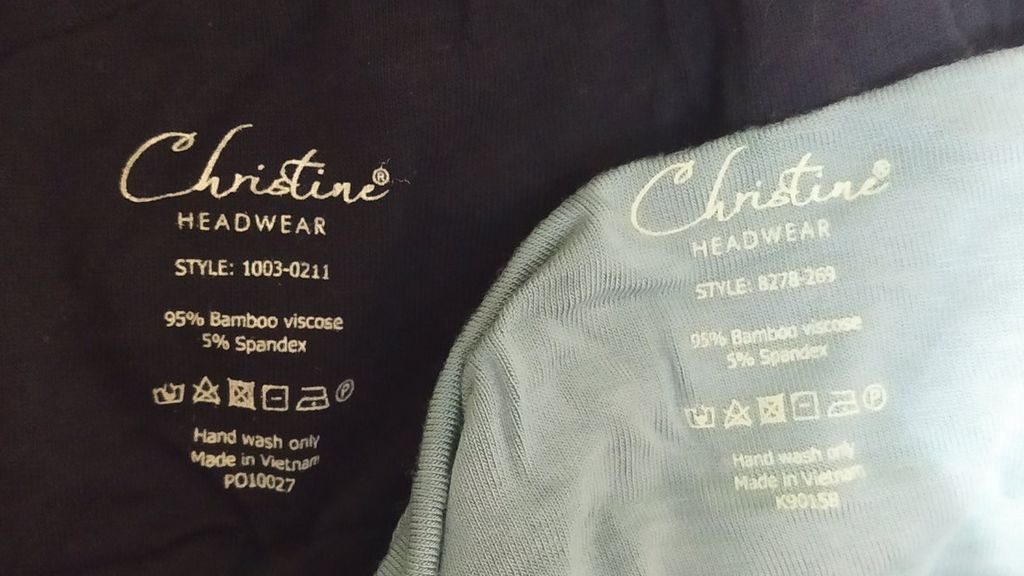 Christine®
HEADWEAR
STYLE: 1003-0211
95% Bamboo viscose
5% Spandex
Hand wash only
Made in Vietnam
PO10027
Christine®
HEADWEAR
STYLE: 8278-269
95% Bamboo viscose
5% Spandex
Hand wash only
Made in Vietnam